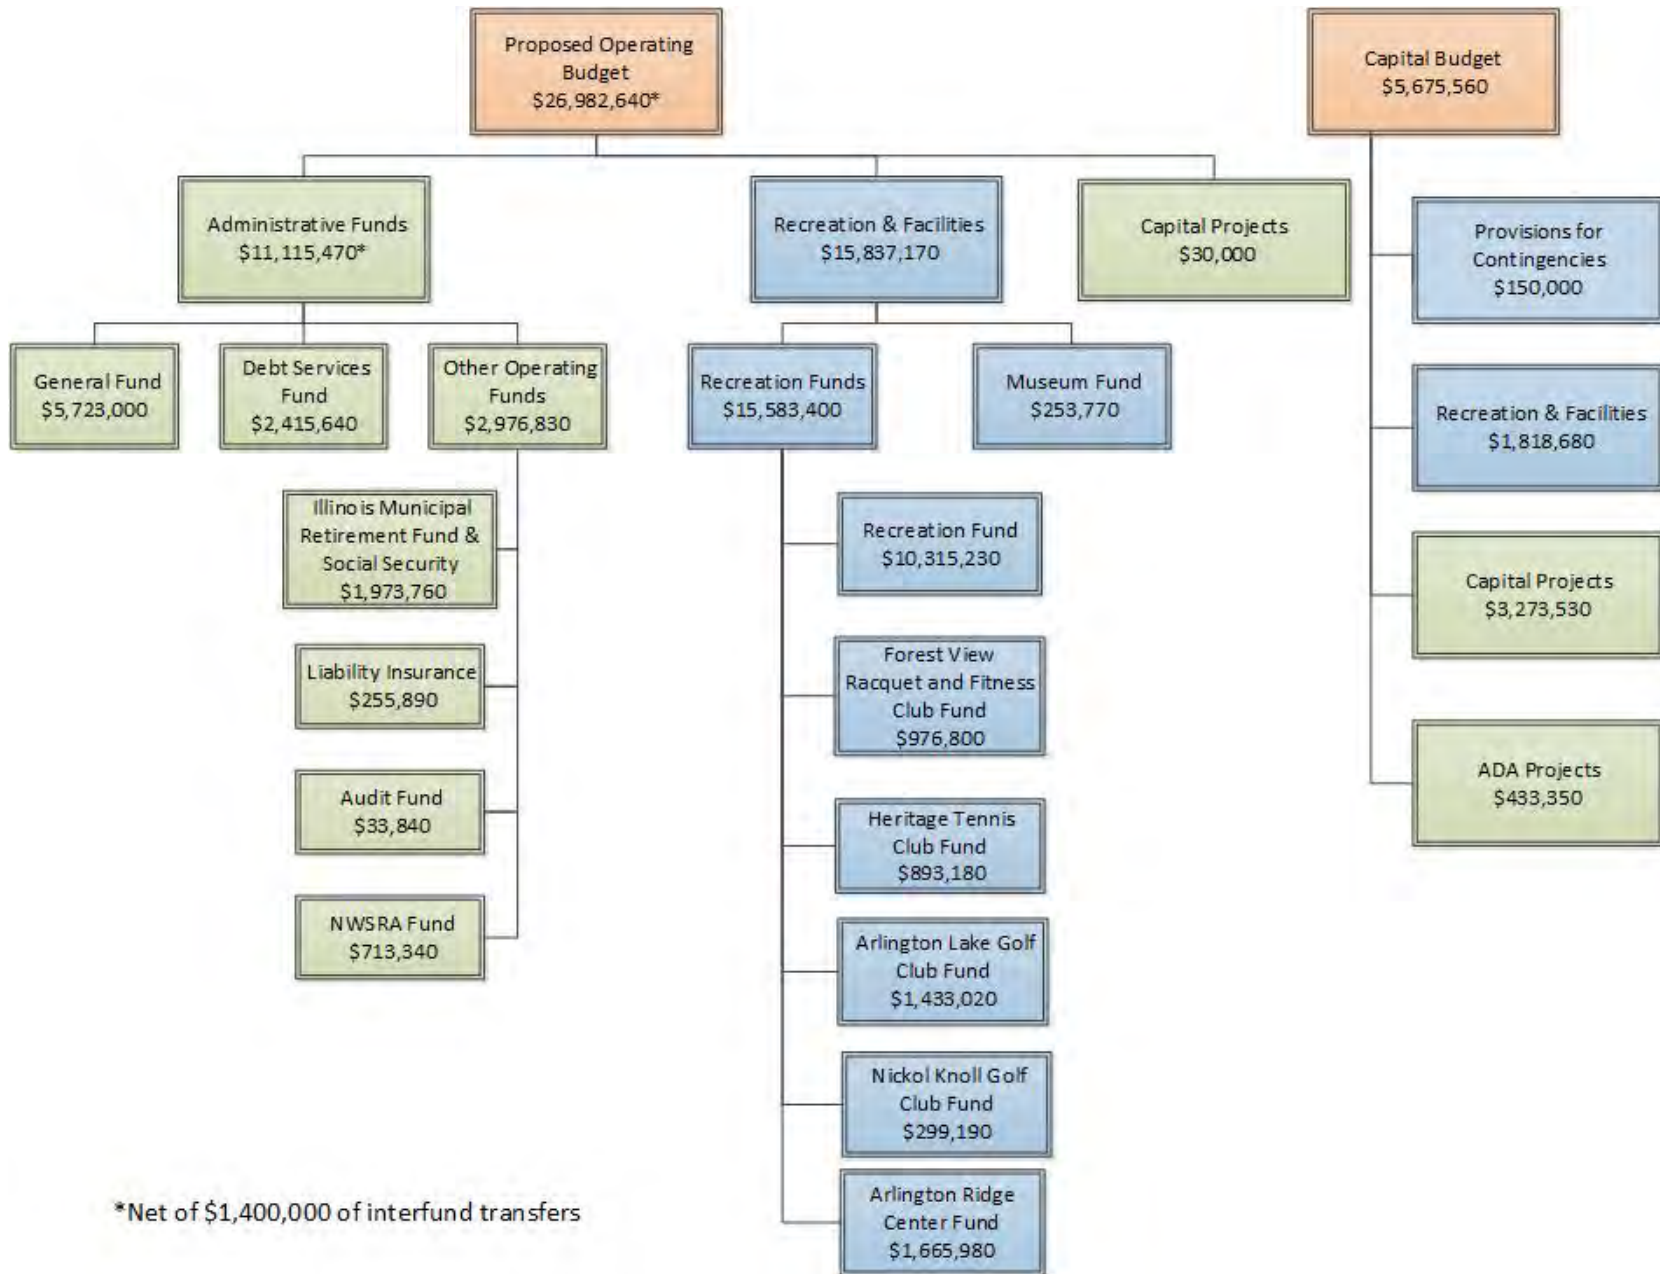 Proposed Operating
Budget
$26,982,640*
Capital Budget
$5,675,560
Administrative Funds
$11,115,470*
Recreation & Facilities
$15,837,170
Capital Projects
$30,000
Provisions for
Contingencies
$150,000
General Fund
$5,723,000
Debt Services
Fund
$2,415,640
Other Operating
Funds
$2,976,830
Recreation Funds
$15,583,400
Museum Fund
$253,770
Recreation & Facilities
$1,818,680
Illinois Municipal
Retirement Fund &
Social Security
$1,973,760
Recreation Fund
$10,315,230
Capital Projects
$3,273,530
Liability Insurance
$255,890
Forest View
Racquet and Fitness
Club Fund
$976,800
ADA Projects
$433,350
Audit Fund
$33,840
Heritage Tennis
Club Fund
$893,180
NWSRA Fund
$713,340
Arlington Lake Golf
Club Fund
$1,433,020
Nickol Knoll Golf
Club Fund
$299,190
Arlington Ridge
Center Fund
$1,665,980
*Net of $1,400,000 of interfund transfers